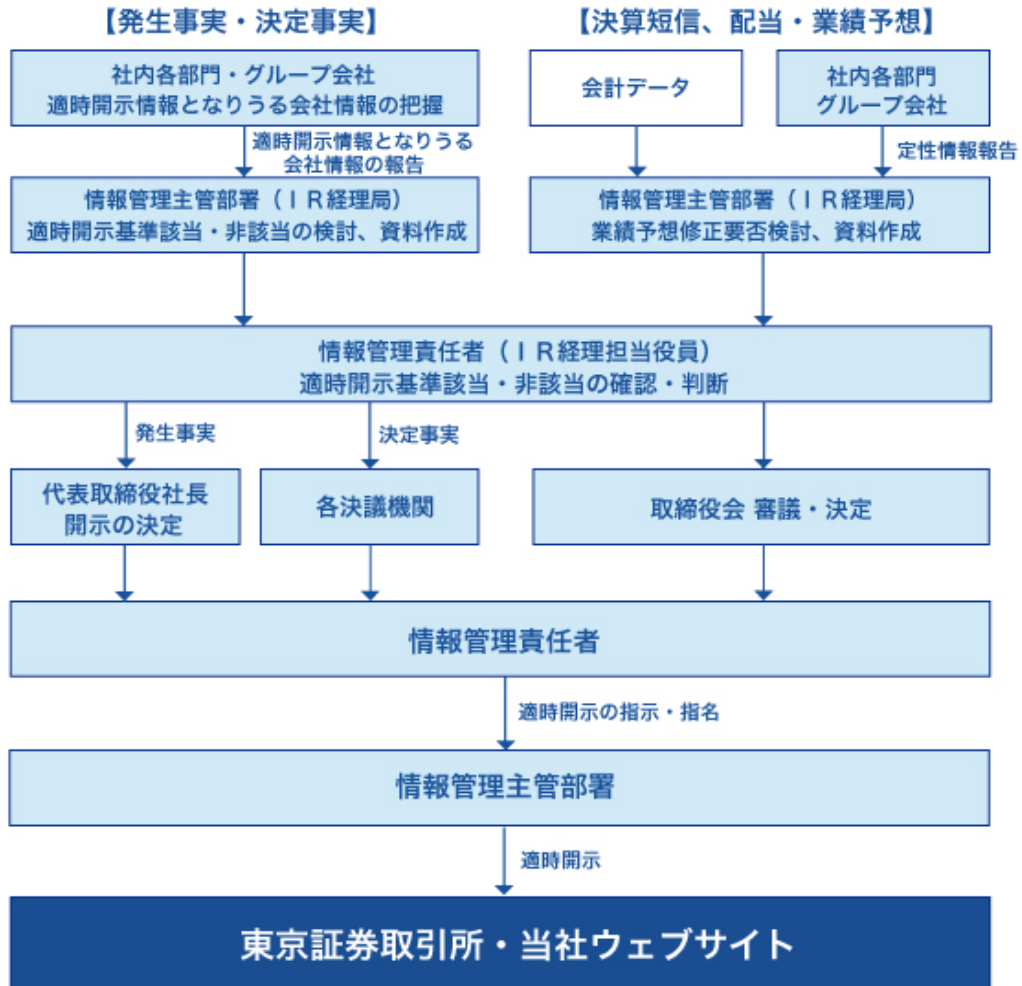 【発生事実・決定事実】
【決算短信、配当・業績予想】
社内各部門・グループ会社
適時開示情報となりうる会社情報の把握
会計データ
社内各部門
グループ会社
適時開示情報となりうる
会社情報の報告
定性情報報告
情報管理主管部署（ＩＲ経理局）
適時開示基準該当・非該当の検討、資料作成
情報管理主管部署（ＩＲ経理局）
業績予想修正要否検討、資料作成
情報管理責任者（ＩＲ経理担当役員）
適時開示基準該当・非該当の確認・判断
発生事実
決定事実
代表取締役社長
開示の決定
各決議機関
取締役会 審議・決定
情報管理責任者
適時開示の指示・指名
情報管理主管部署
適時開示
東京証券取引所・当社ウェブサイト